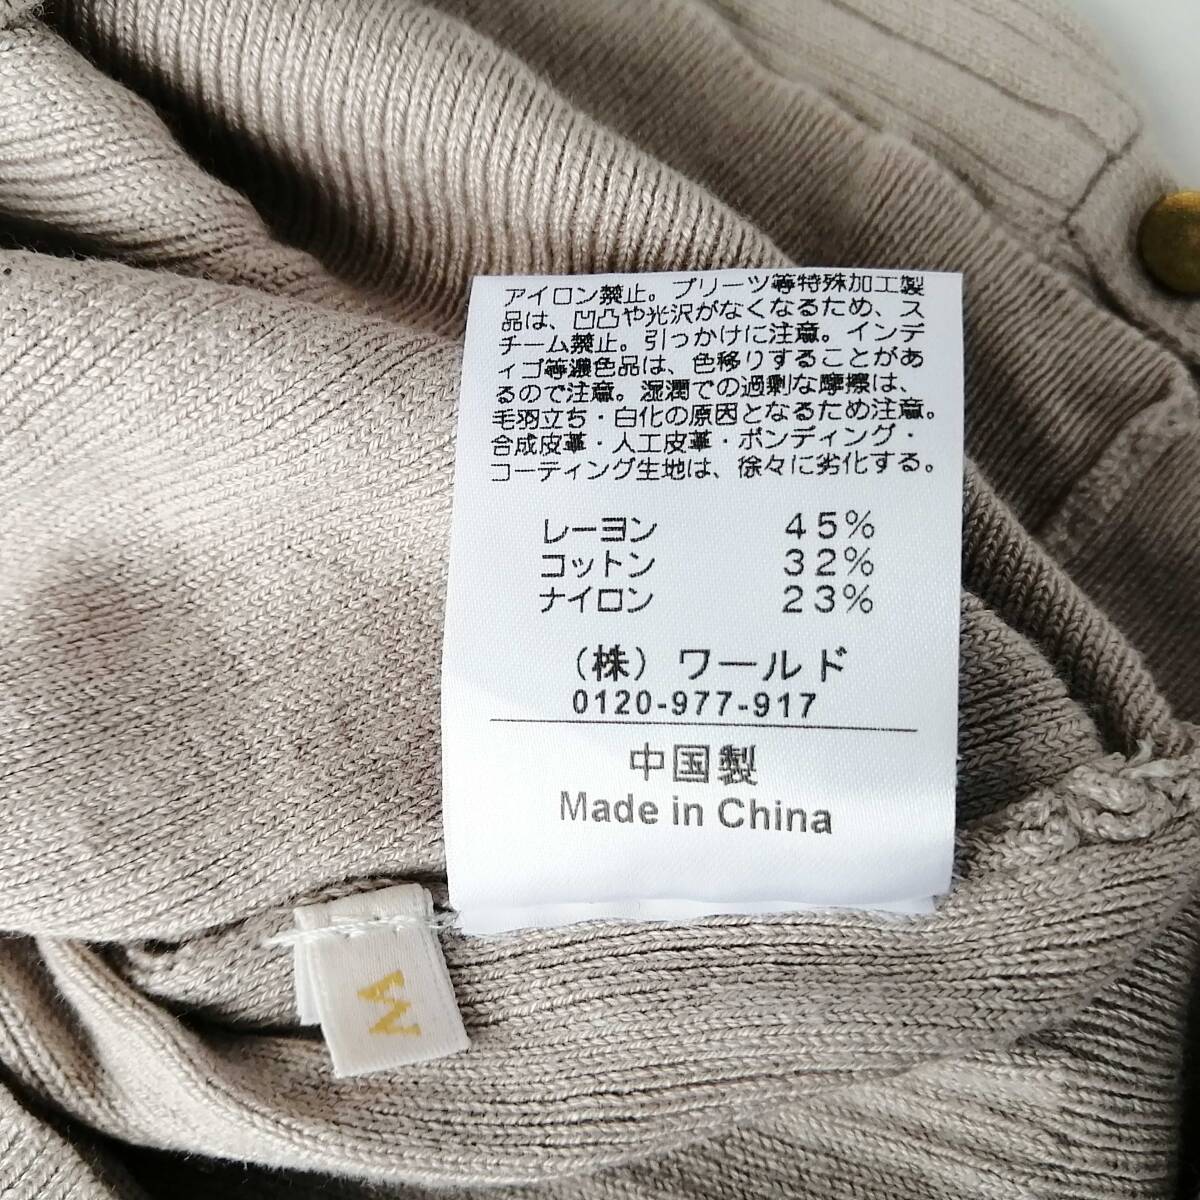 アイロン禁止。プリーツ等特殊加工製
品は、凹凸や光沢がなくなるため、ス
チーム禁止。引っかけに注意。インデ
ィゴ等濃色品は、色移りすることがあ
るので注意。湿潤での過剰な摩擦は、
毛羽立ち・白化の原因となるため注意。
合成皮革・人工皮革・ボンディング・
コーティング生地は、徐々に劣化する。
レーヨン 45%
コットン 32%
ナイロン 23%
（株）ワールド
0120-977-917
中国製
Made in China
M